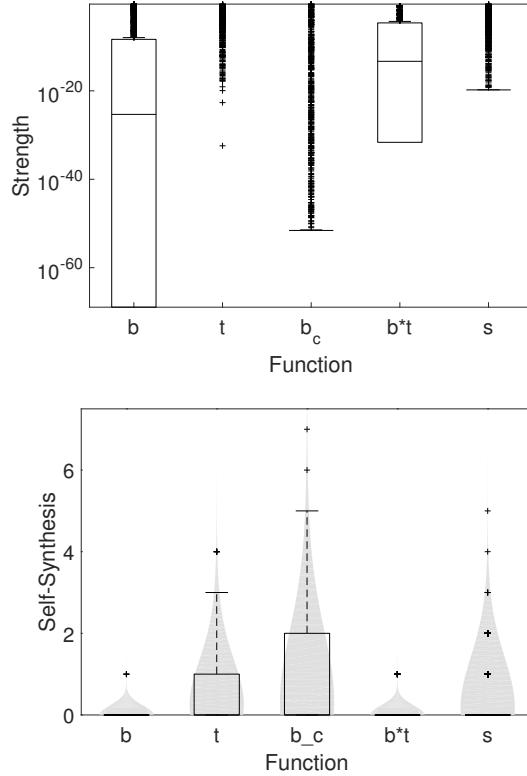 10^-20
10^-40
10^-60
Strength
b t b_c b*t s
Function
6
4
2
0
Self-Synthesis
b t b_c b*t s
Function